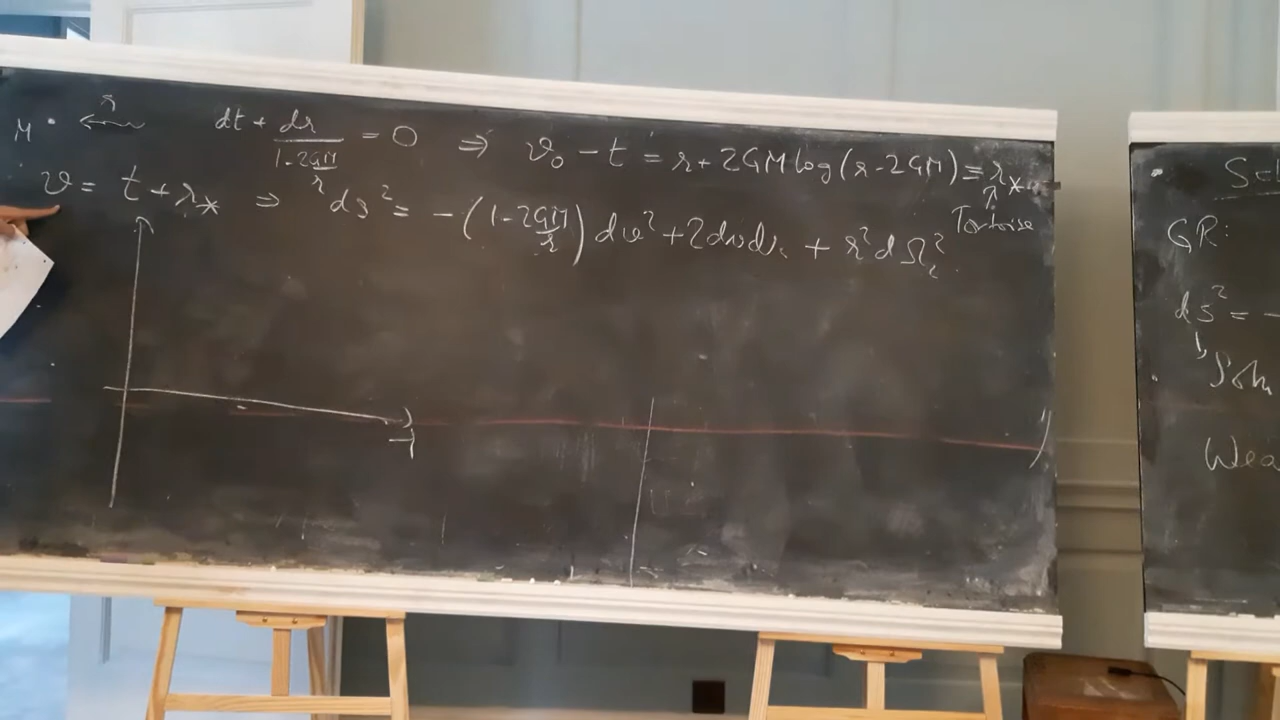 M · ← r dt + dr/(1-2GM/r) = 0 ⇒ v₀ - t = r + 2GM log(r-2GM) ≡ r*
v = t + r* ⇒ ds² = -(1-2GM/r) dv² + 2dvdr + r²dΩ₂²
Tortoise
r
Sch
GR:
ds² = -
Wea